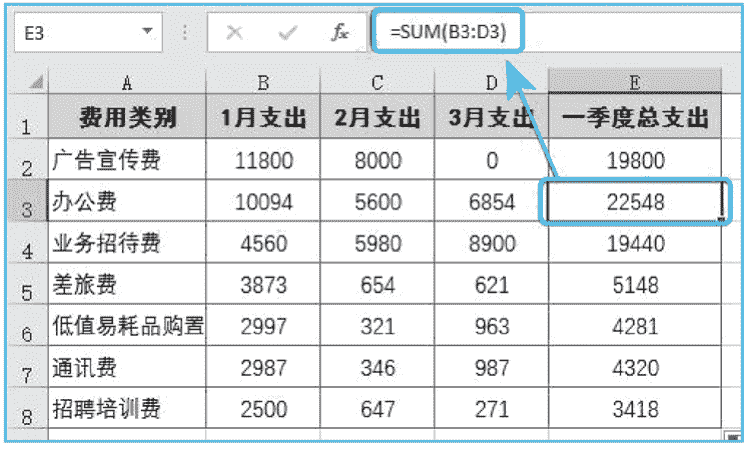 E3 =SUM(B3:D3)
A B C D E
1 费用类别 1月支出 2月支出 3月支出 一季度总支出
2 广告宣传费 11800 8000 0 19800
3 办公费 10094 5600 6854 22548
4 业务招待费 4560 5980 8900 19440
5 差旅费 3873 654 621 5148
6 低值易耗品购置 2997 321 963 4281
7 通讯费 2987 346 987 4320
8 招聘培训费 2500 647 271 3418